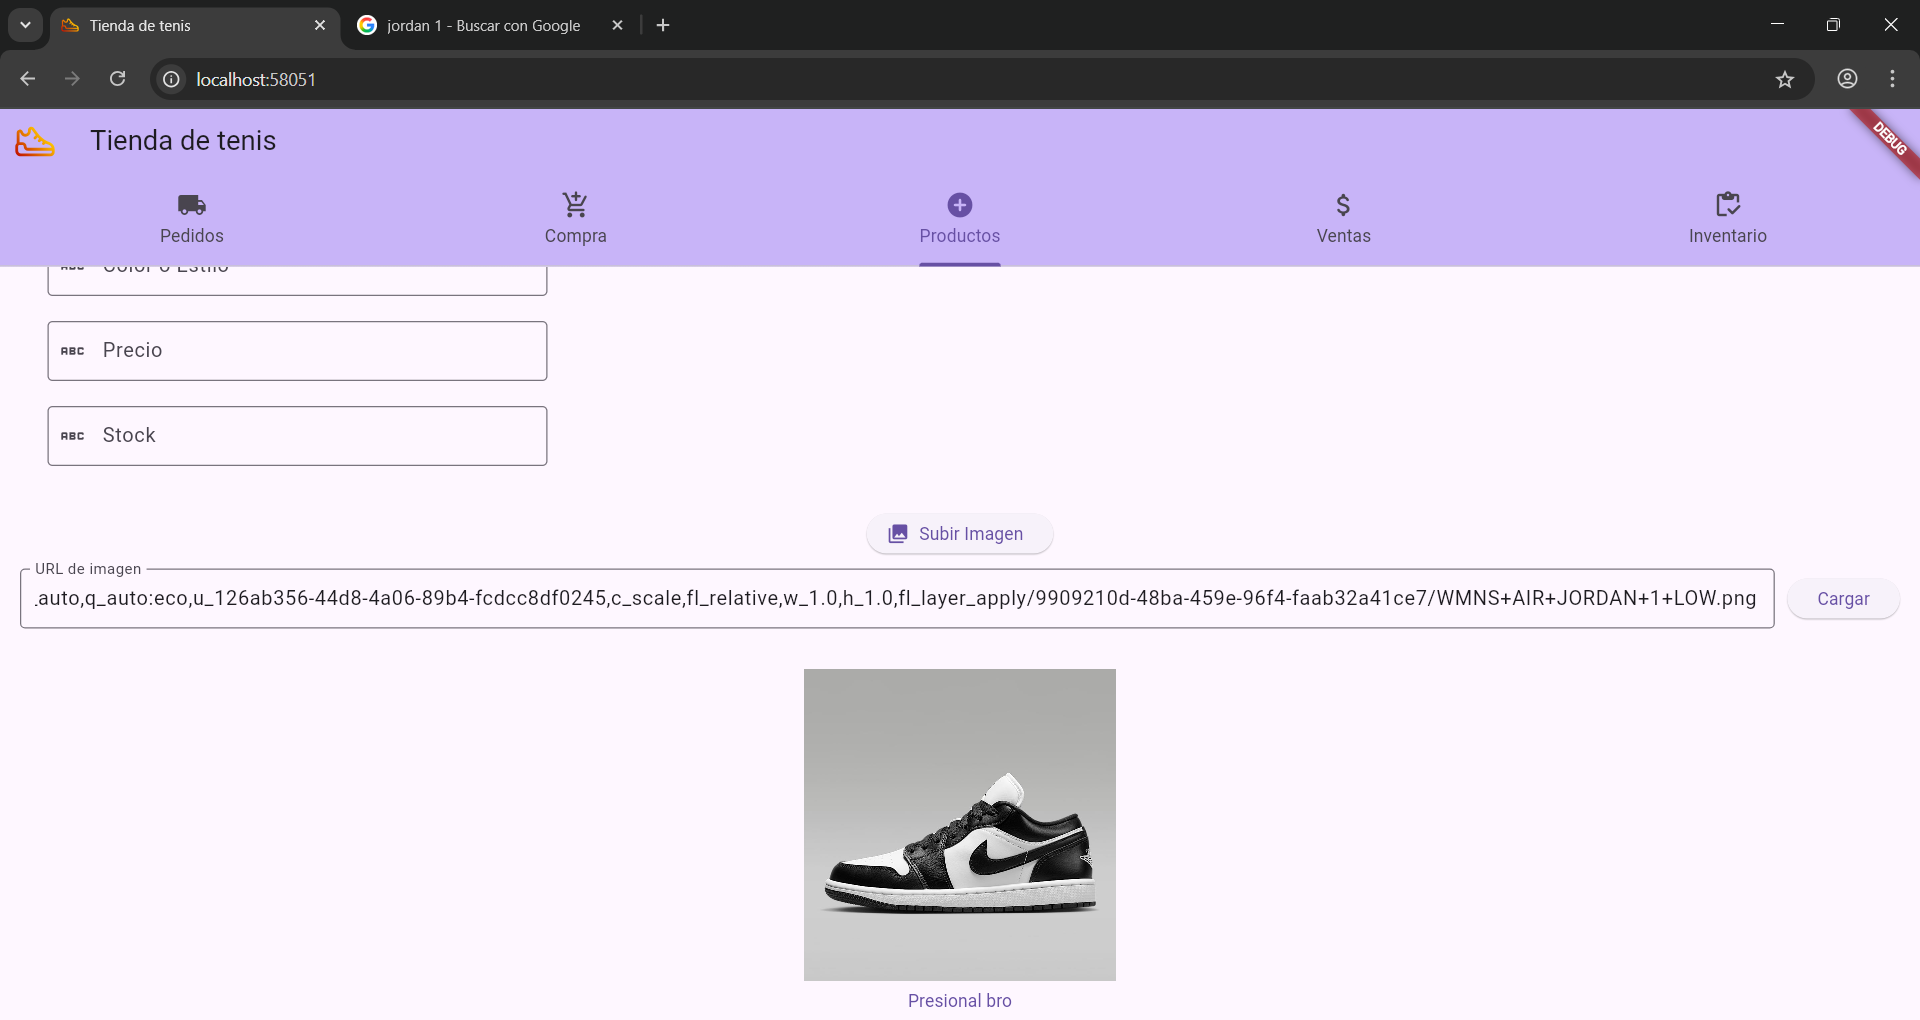 Tienda de tenis
jordan 1 - Buscar con Google
localhost:58051
Tienda de tenis
DEBUG
Pedidos
Compra
Productos
Ventas
Inventario
ABC Color o Estilo
ABC Precio
ABC Stock
Subir Imagen
URL de imagen
_auto,q_auto:eco,u_126ab356-44d8-4a06-89b4-fcdcc8df0245,c_scale,fl_relative,w_1.0,h_1.0,fl_layer_apply/9909210d-48ba-459e-96f4-faab32a41ce7/WMNS+AIR+JORDAN+1+LOW.png
Cargar
Presional bro